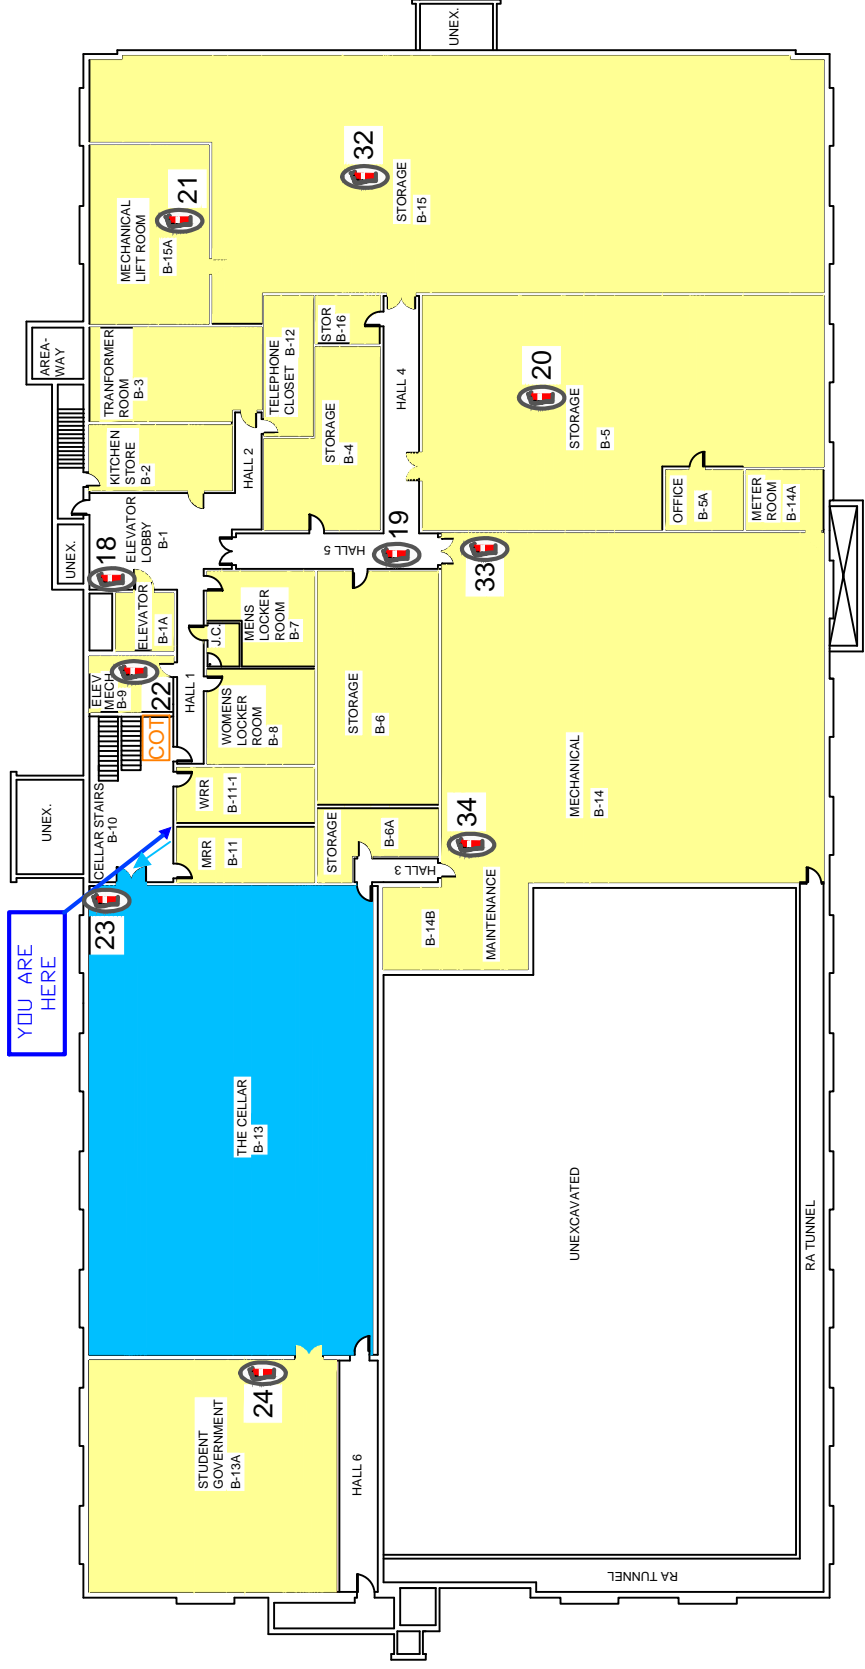 UNEX.
32
STORAGE
B-15
21
MECHANICAL
LIFT ROOM
B-15A
AREA-
WAY
TRANFORMER
ROOM
B-3
TELEPHONE
CLOSET B-12
STOR
B-16
HALL 4
20
STORAGE
B-5
KITCHEN
STORE
B-2
HALL 2
STORAGE
B-4
OFFICE
B-5A
METER
ROOM
B-14A
UNEX.
18
ELEVATOR
LOBBY
B-1
HALL 5
19
33
ELEVATOR
B-1A
J.C.
MENS
LOCKER
ROOM
B-7
ELEV
MECH
B-9
22
HALL 1
WOMENS
LOCKER
ROOM
B-8
STORAGE
B-6
MECHANICAL
B-14
COT
UNEX.
CELLAR STAIRS
B-10
WRR
B-11-1
MRR
B-11
STORAGE
B-6A
34
HALL 3
B-14B
MAINTENANCE
23
YOU ARE
HERE
THE CELLAR
B-13
UNEXCAVATED
RA TUNNEL
24
STUDENT
GOVERNMENT
B-13A
HALL 6
RA TUNNEL